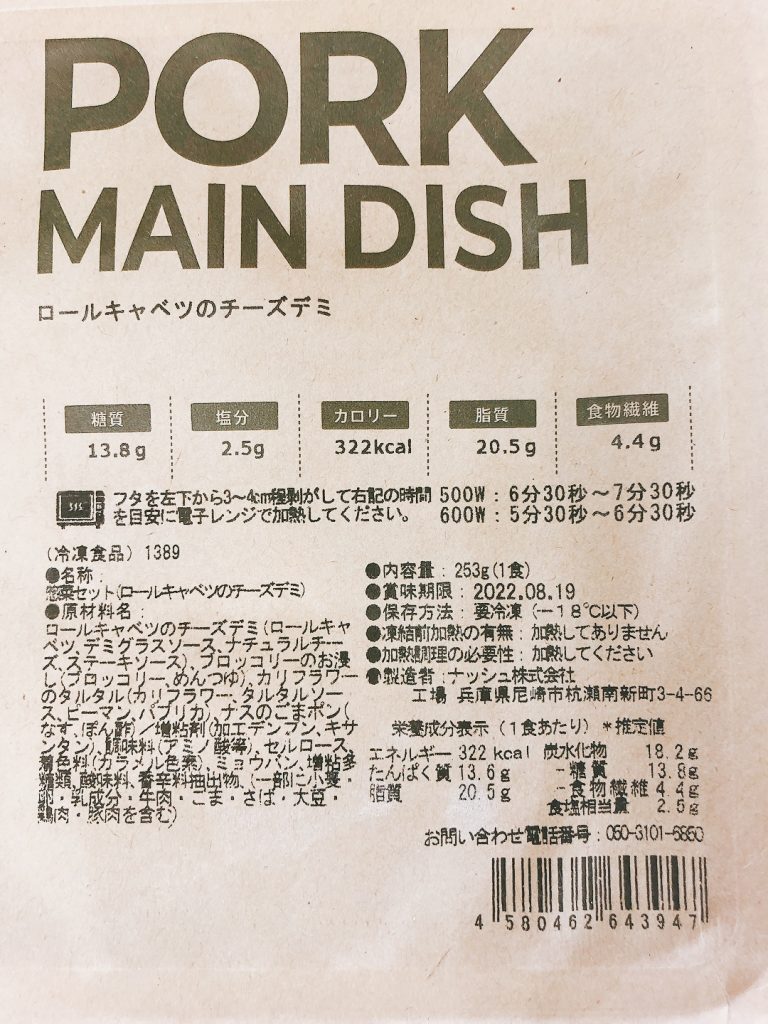 PORK
MAIN DISH
ロールキャベツのチーズデミ
糖質 塩分 カロリー 脂質 食物繊維
13.8g 2.5g 322kcal 20.5g 4.4g
フタを左下から3〜4cm程剥がして右記の時間
を目安に電子レンジで加熱してください。
500W : 6分30秒〜7分30秒
600W : 5分30秒〜6分30秒
(冷凍食品) 1389
●名称 :
惣菜セット(ロールキャベツのチーズデミ)
●原材料名 :
ロールキャベツのチーズデミ(ロールキャ
ベツ、デミグラスソース、ナチュラルチー
ズ、ステーキソース)、ブロッコリーのお浸
し(ブロッコリー、めんつゆ)、カリフラワー
のタルタル(カリフラワー、タルタルソー
ス、ピーマン、パプリカ)、ナスのごまポン(
なす、ぽん酢)/増粘剤(加工デンプン、キサ
ンタン)、調味料(アミノ酸等)、セルロース、
着色料(カラメル色素)、ミョウバン、増粘多
糖類、酸味料、香辛料抽出物、(一部に小麦・
卵・乳成分・牛肉・ごま・さば・大豆・
鶏肉・豚肉を含む)
●内容量 : 253g(1食)
●賞味期限 : 2022.08.19
●保存方法 : 要冷凍 (−18℃以下)
●凍結前加熱の有無 : 加熱してありません
●加熱調理の必要性 : 加熱してください
●製造者 : ナッシュ株式会社
工場 兵庫県尼崎市杭瀬南新町3-4-66
栄養成分表示 (1食あたり) *推定値
エネルギー 322 kcal 炭水化物 18.2g
たんぱく質 13.6g −糖質 13.8g
脂質 20.5g −食物繊維 4.4g
食塩相当量 2.5g
お問い合わせ電話番号 : 050-3101-6850
4 580462 643947